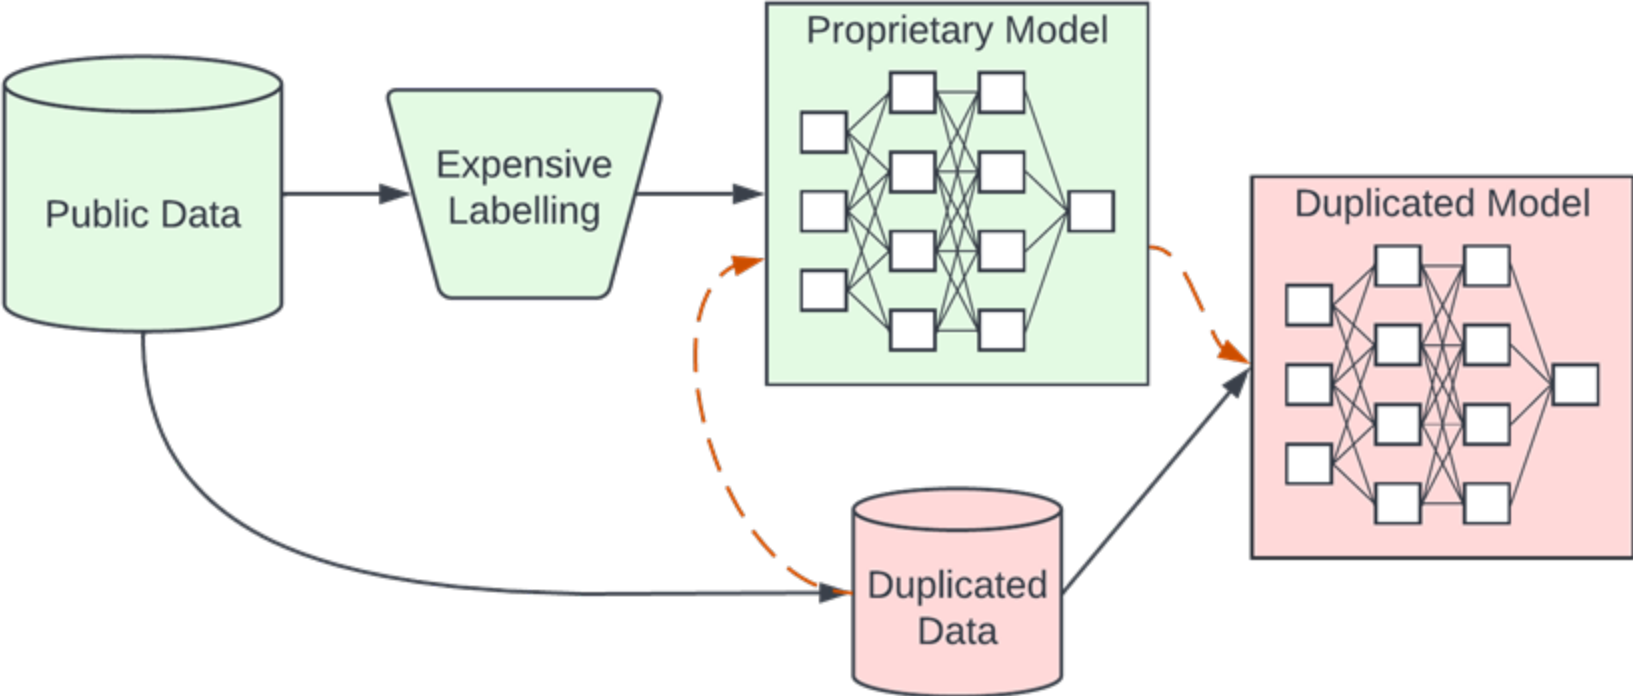 Proprietary Model
Public Data
Expensive
Labelling
Duplicated Model
Duplicated
Data